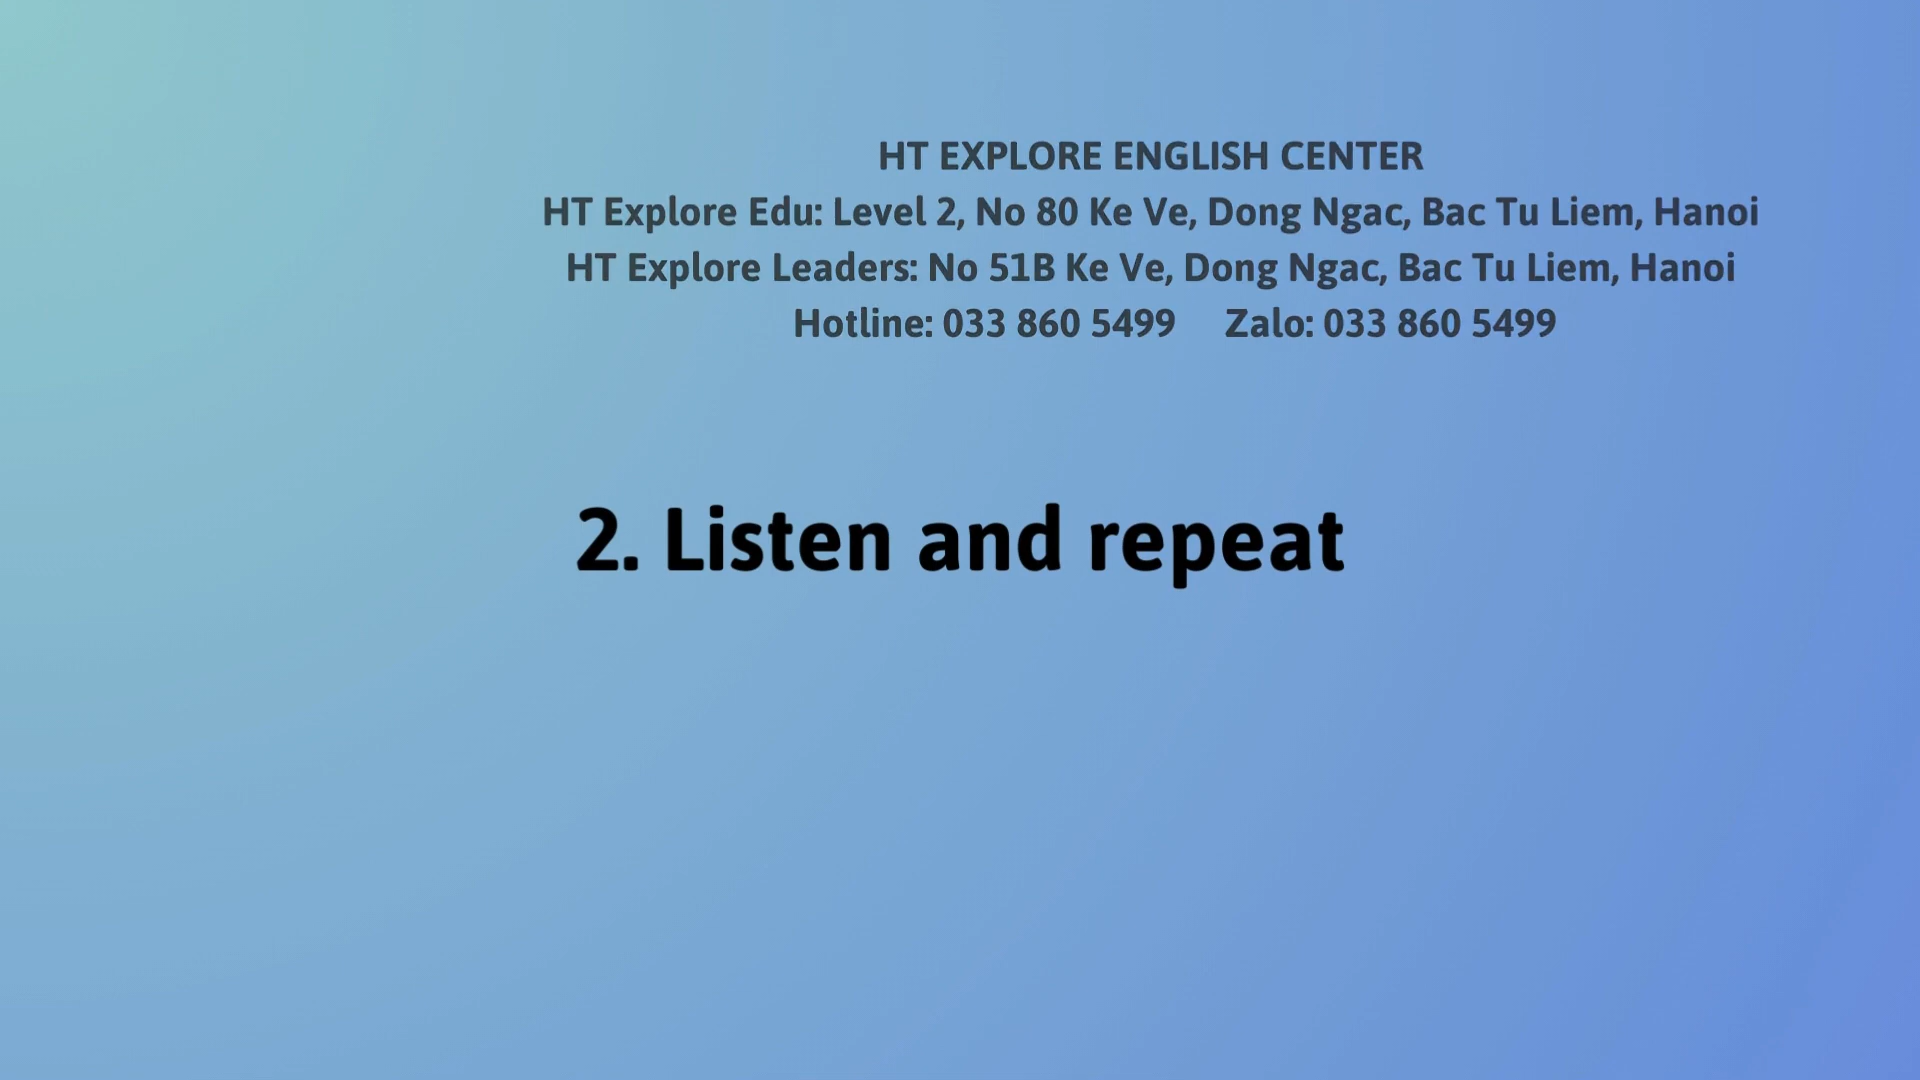 HT EXPLORE ENGLISH CENTER
HT Explore Edu: Level 2, No 80 Ke Ve, Dong Ngac, Bac Tu Liem, Hanoi
HT Explore Leaders: No 51B Ke Ve, Dong Ngac, Bac Tu Liem, Hanoi
Hotline: 033 860 5499 Zalo: 033 860 5499
2. Listen and repeat